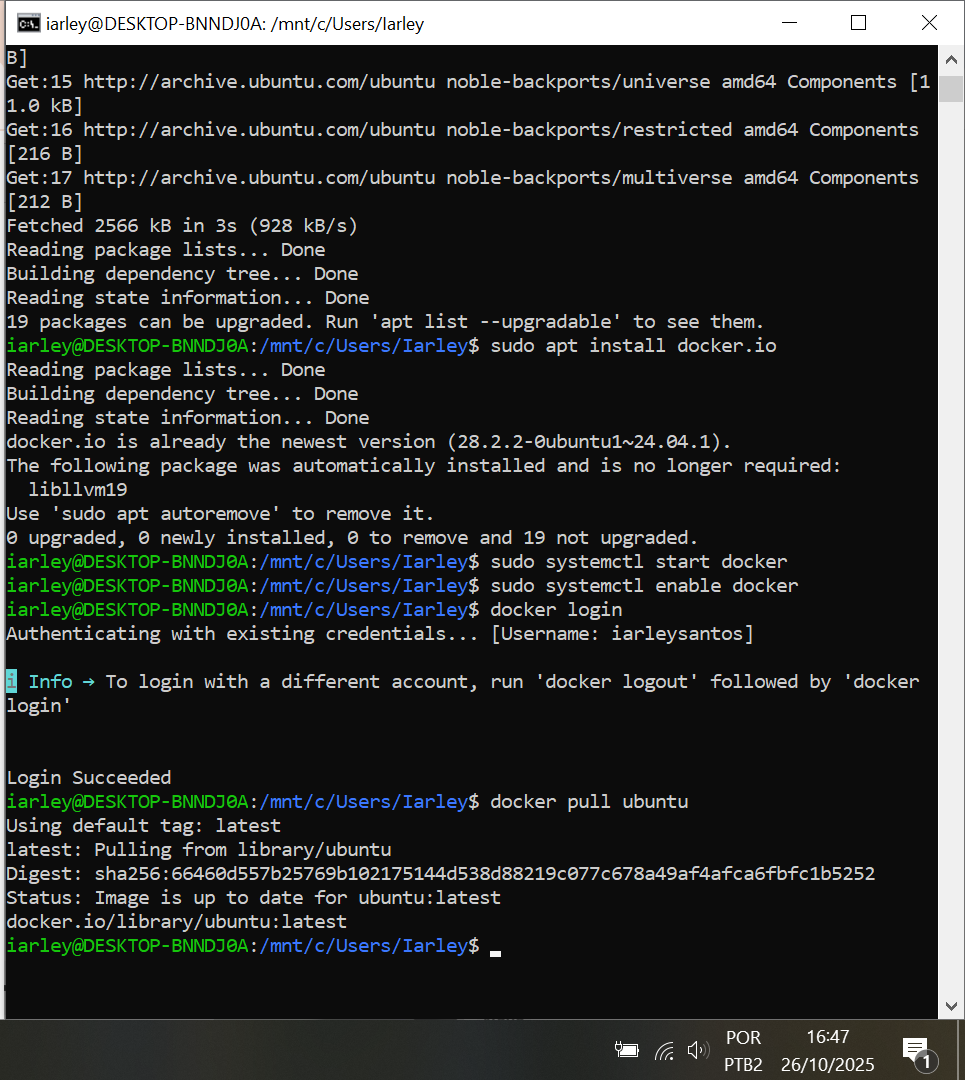 iarley@DESKTOP-BNNDJ0A: /mnt/c/Users/Iarley
B]
Get:15 http://archive.ubuntu.com/ubuntu noble-backports/universe amd64 Components [1
1.0 kB]
Get:16 http://archive.ubuntu.com/ubuntu noble-backports/restricted amd64 Components
[216 B]
Get:17 http://archive.ubuntu.com/ubuntu noble-backports/multiverse amd64 Components
[212 B]
Fetched 2566 kB in 3s (928 kB/s)
Reading package lists... Done
Building dependency tree... Done
Reading state information... Done
19 packages can be upgraded. Run 'apt list --upgradable' to see them.
iarley@DESKTOP-BNNDJ0A:/mnt/c/Users/Iarley$ sudo apt install docker.io
Reading package lists... Done
Building dependency tree... Done
Reading state information... Done
docker.io is already the newest version (28.2.2-0ubuntu1~24.04.1).
The following package was automatically installed and is no longer required:
  libllvm19
Use 'sudo apt autoremove' to remove it.
0 upgraded, 0 newly installed, 0 to remove and 19 not upgraded.
iarley@DESKTOP-BNNDJ0A:/mnt/c/Users/Iarley$ sudo systemctl start docker
iarley@DESKTOP-BNNDJ0A:/mnt/c/Users/Iarley$ sudo systemctl enable docker
iarley@DESKTOP-BNNDJ0A:/mnt/c/Users/Iarley$ docker login
Authenticating with existing credentials... [Username: iarleysantos]
i Info → To login with a different account, run 'docker logout' followed by 'docker
login'
Login Succeeded
iarley@DESKTOP-BNNDJ0A:/mnt/c/Users/Iarley$ docker pull ubuntu
Using default tag: latest
latest: Pulling from library/ubuntu
Digest: sha256:66460d557b25769b102175144d538d88219c077c678a49af4afca6fbfc1b5252
Status: Image is up to date for ubuntu:latest
docker.io/library/ubuntu:latest
iarley@DESKTOP-BNNDJ0A:/mnt/c/Users/Iarley$
POR
PTB2
16:47
26/10/2025
1